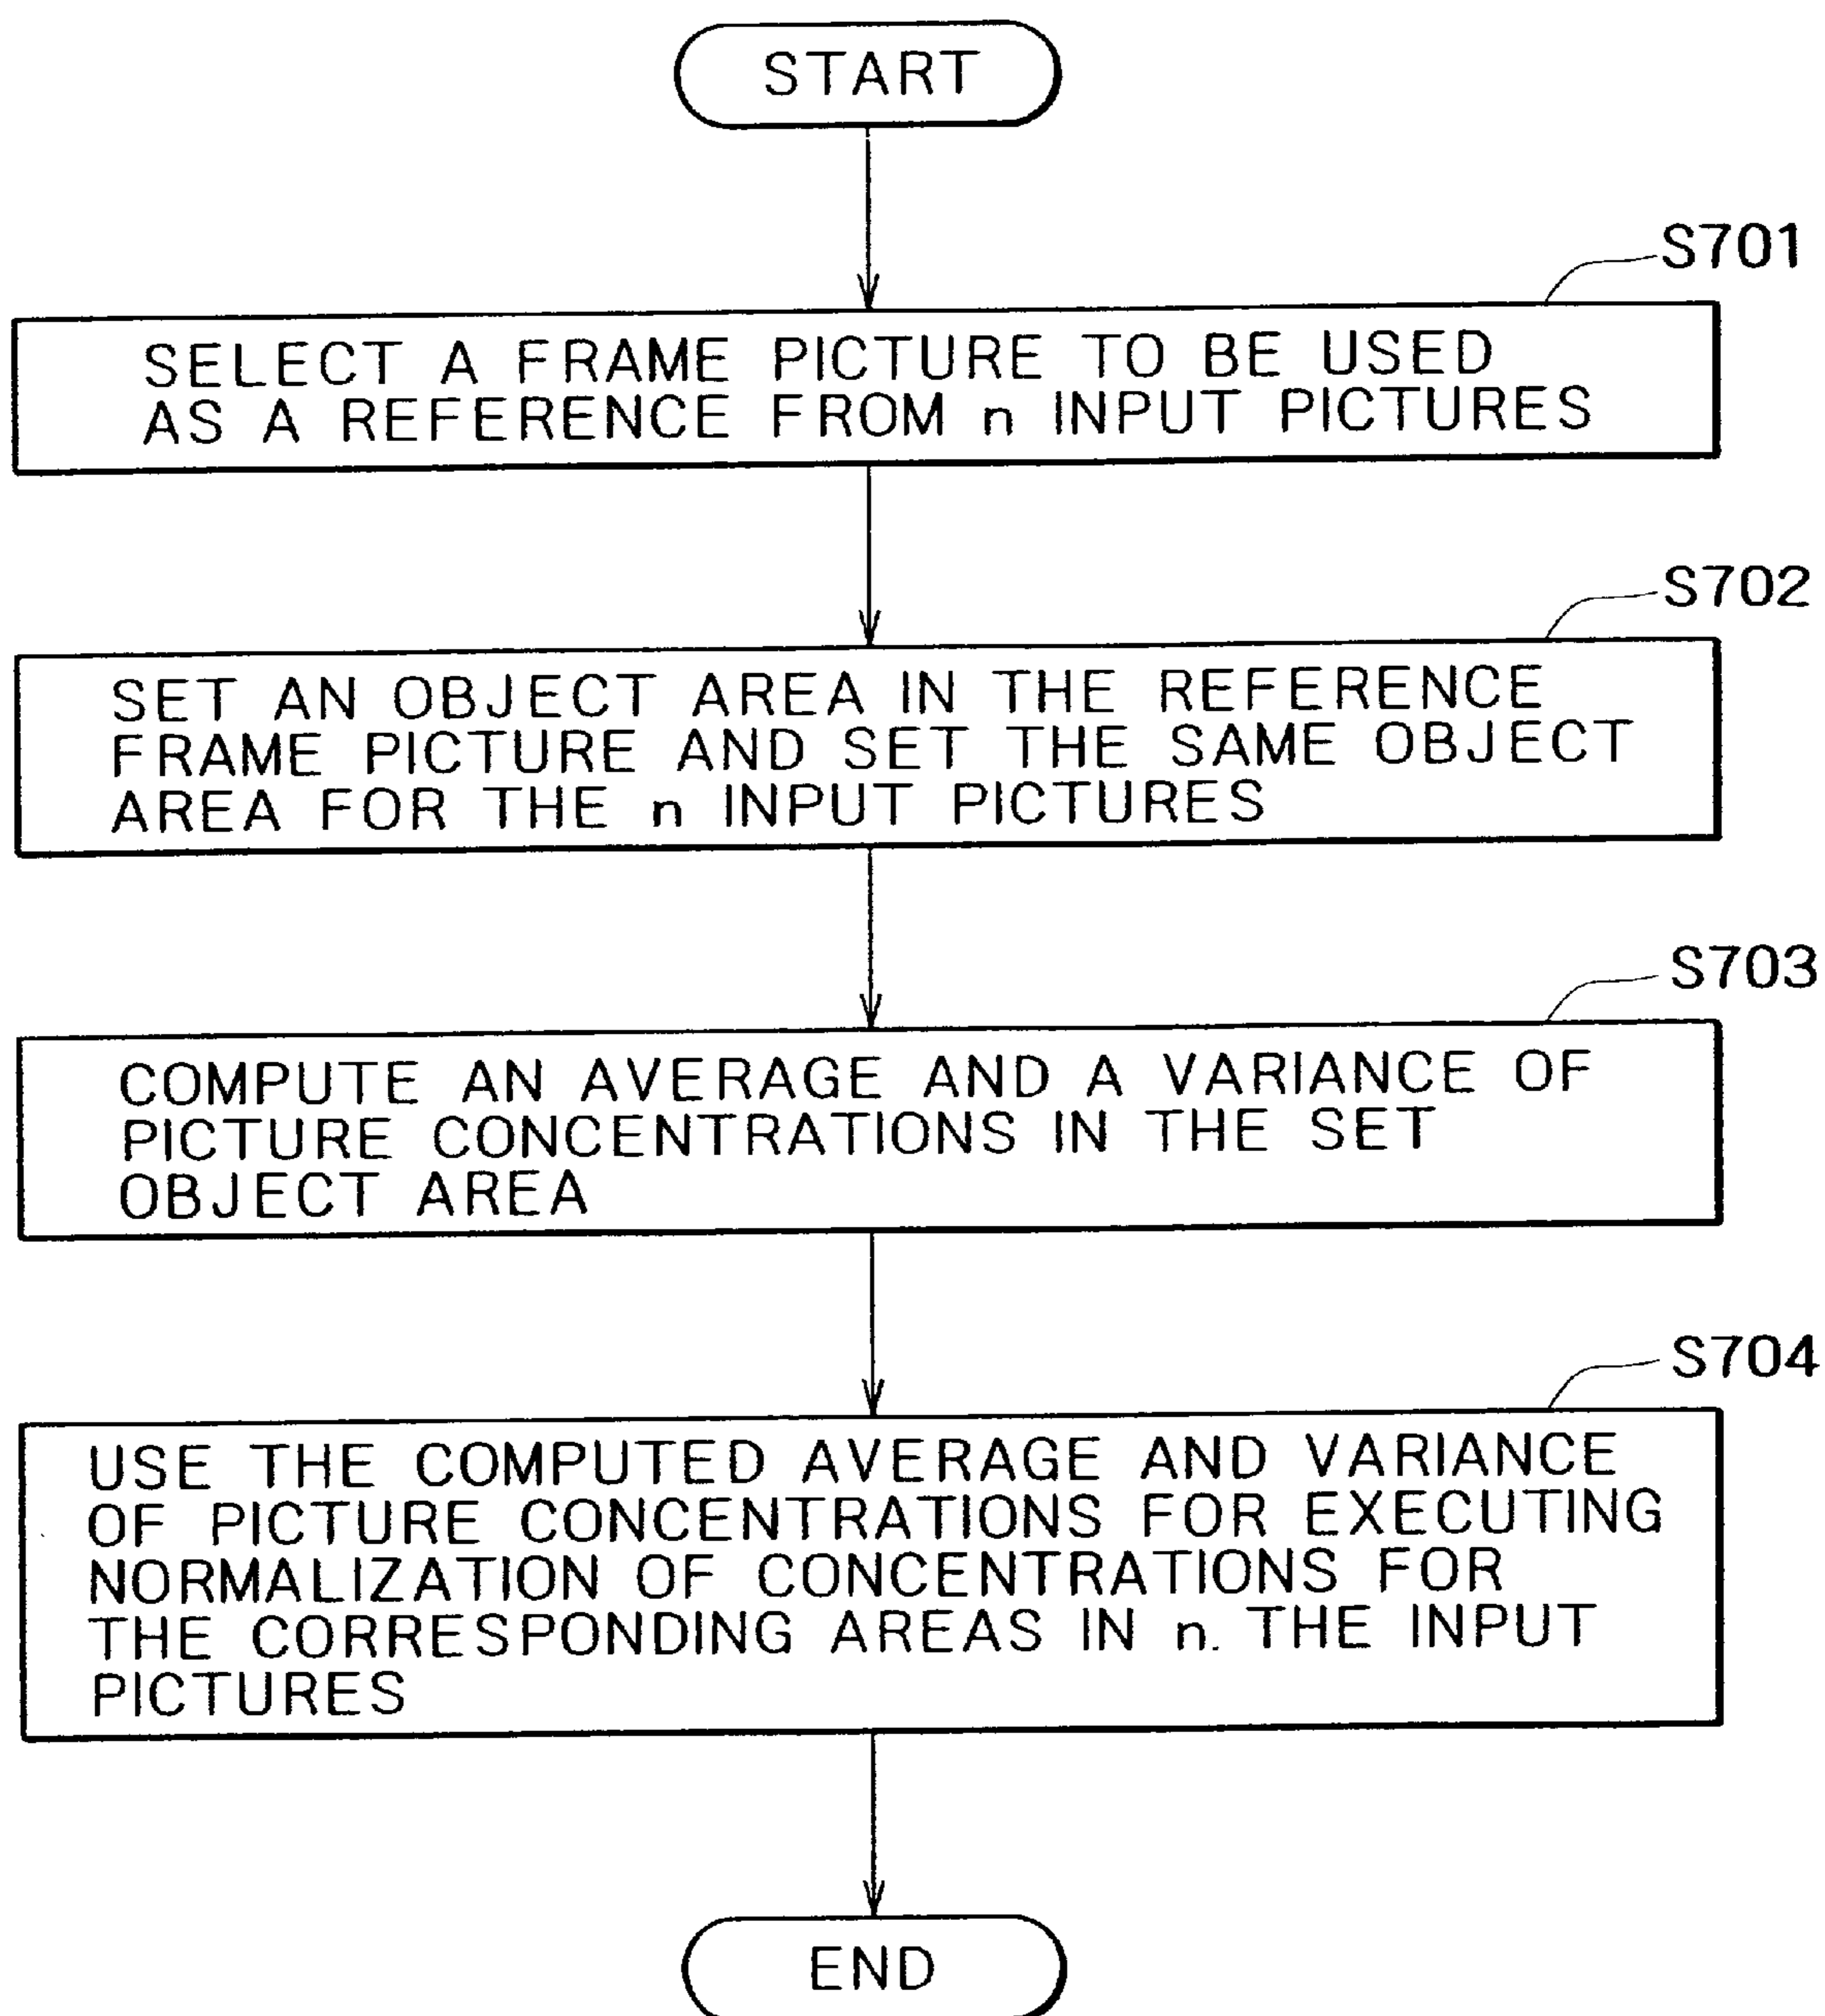 START
S701
SELECT A FRAME PICTURE TO BE USED
AS A REFERENCE FROM n INPUT PICTURES
S702
SET AN OBJECT AREA IN THE REFERENCE
FRAME PICTURE AND SET THE SAME OBJECT
AREA FOR THE n INPUT PICTURES
S703
COMPUTE AN AVERAGE AND A VARIANCE OF
PICTURE CONCENTRATIONS IN THE SET
OBJECT AREA
S704
USE THE COMPUTED AVERAGE AND VARIANCE
OF PICTURE CONCENTRATIONS FOR EXECUTING
NORMALIZATION OF CONCENTRATIONS FOR
THE CORRESPONDING AREAS IN n. THE INPUT
PICTURES
END